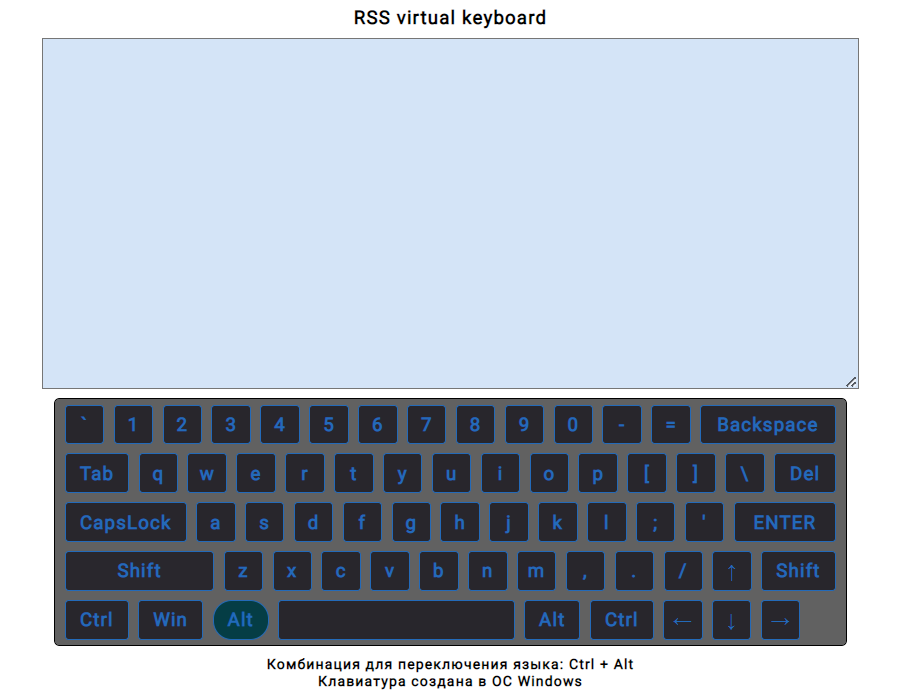 RSS virtual keyboard
` 1 2 3 4 5 6 7 8 9 0 - = Backspace
Tab q w e r t y u i o p [ ] \ Del
CapsLock a s d f g h j k l ; ' ENTER
Shift z x c v b n m , . / ↑ Shift
Ctrl Win Alt Alt Ctrl ← ↓ →
Комбинация для переключения языка: Ctrl + Alt
Клавиатура создана в ОС Windows